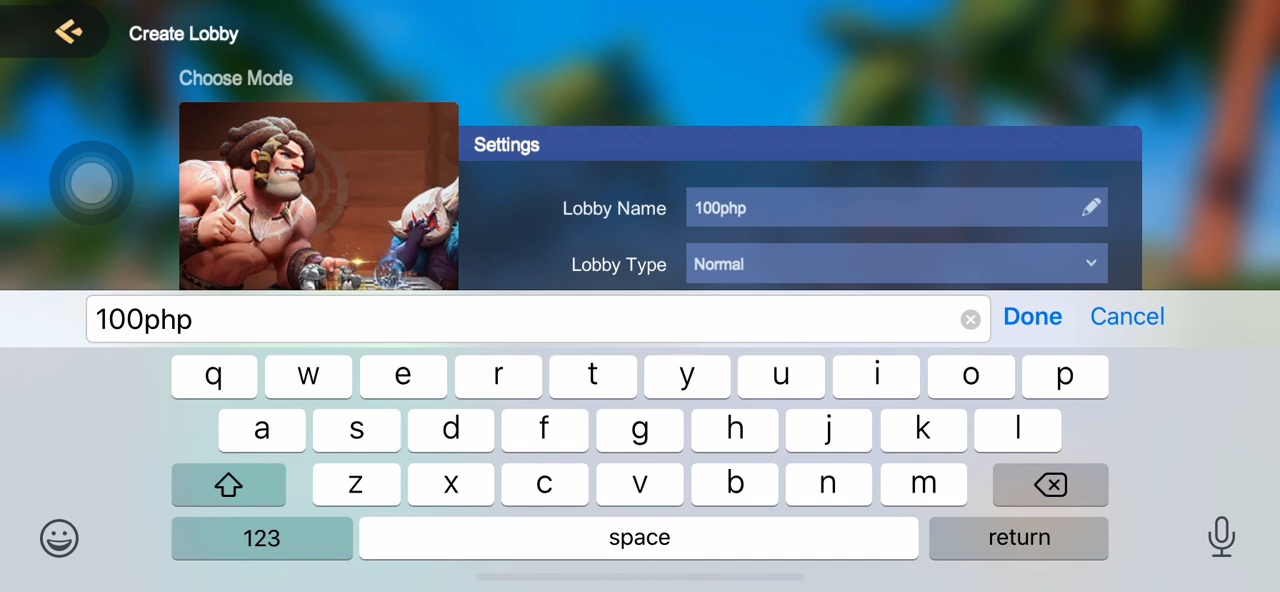 Create Lobby
Choose Mode
Settings
Lobby Name 100php
Lobby Type Normal
100php Done Cancel
q w e r t y u i o p
a s d f g h j k l
z x c v b n m
123 space return